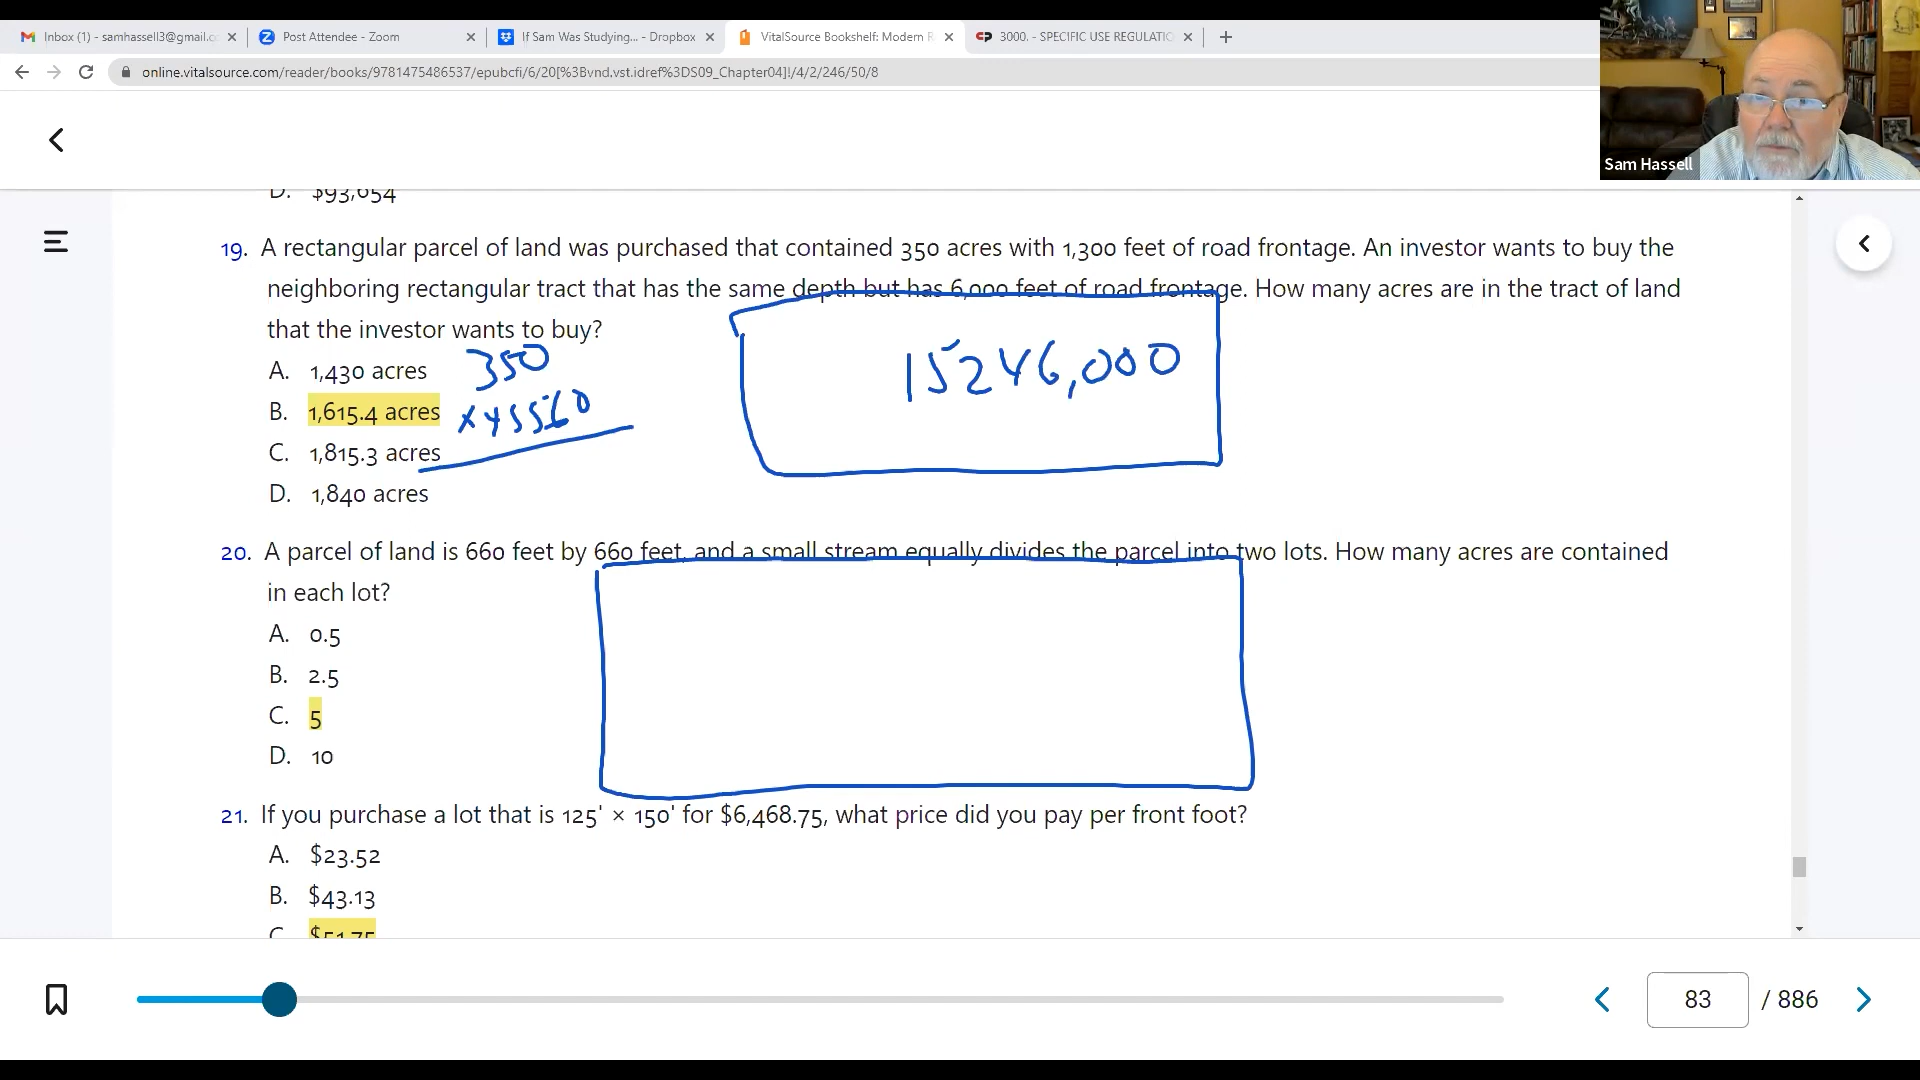 Inbox (1) - samhassell3@gmail.c
Post Attendee - Zoom
If Sam Was Studying... - Dropbox
VitalSource Bookshelf: Modern R
3000. - SPECIFIC USE REGULATIO
online.vitalsource.com/reader/books/9781475486537/epubcfi/6/20[%3Bvnd.vst.idref%3DS09_Chapter04]!/4/2/246/50/8
Sam Hassell
D. $93,654
19. A rectangular parcel of land was purchased that contained 350 acres with 1,300 feet of road frontage. An investor wants to buy the
neighboring rectangular tract that has the same depth but has 6,000 feet of road frontage. How many acres are in the tract of land
that the investor wants to buy?
A. 1,430 acres
350
B. 1,615.4 acres
x 43560
15246,000
C. 1,815.3 acres
D. 1,840 acres
20. A parcel of land is 660 feet by 660 feet, and a small stream equally divides the parcel into two lots. How many acres are contained
in each lot?
A. 0.5
B. 2.5
C. 5
D. 10
21. If you purchase a lot that is 125' × 150' for $6,468.75, what price did you pay per front foot?
A. $23.52
B. $43.13
C. $51.75
83 / 886